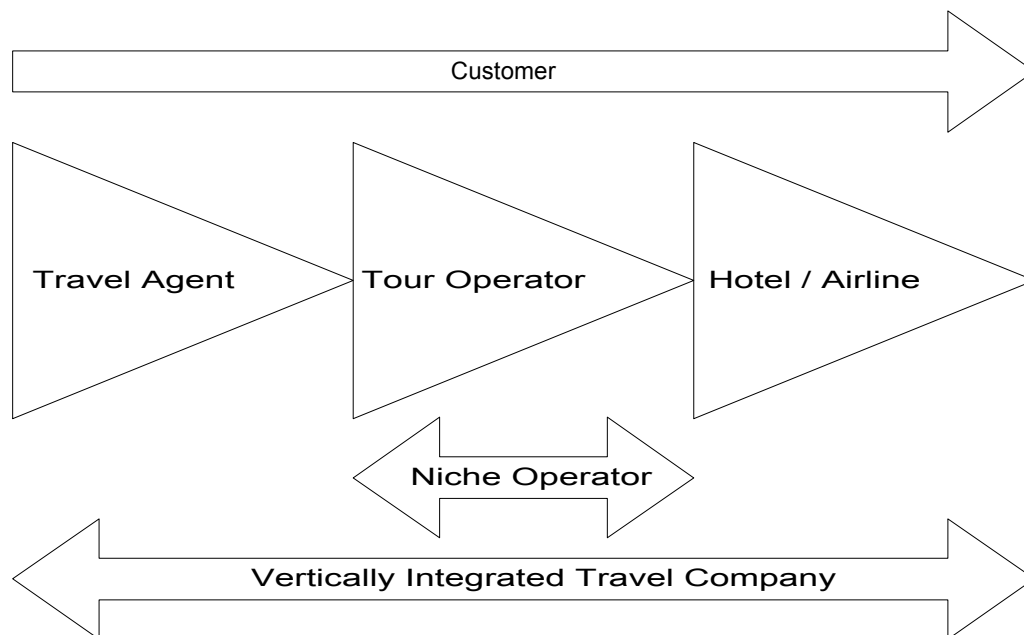 Customer
Travel Agent
Tour Operator
Hotel / Airline
Niche Operator
Vertically Integrated Travel Company